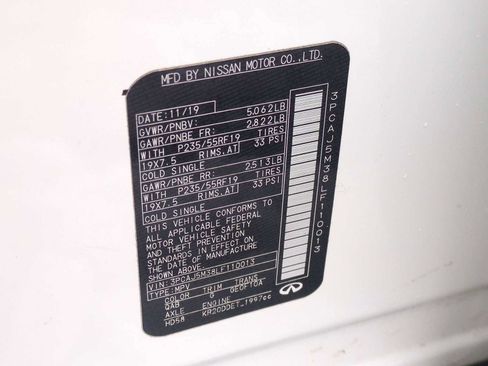 MFD BY NISSAN MOTOR CO.,LTD.
DATE: 11/19
GVWR/PNBV: 5,062LB
GAWR/PNBE FR: 2,822LB
WITH P235/55RF19 TIRES
19X7.5 RIMS.AT 33 PSI
COLD SINGLE
GAWR/PNBE RR: 2,513LB
WITH P235/55RF19 TIRES
19X7.5 RIMS.AT 33 PSI
COLD SINGLE
THIS VEHICLE CONFORMS TO
ALL APPLICABLE FEDERAL
MOTOR VEHICLE SAFETY
AND THEFT PREVENTION
STANDARDS IN EFFECT ON
THE DATE OF MANUFACTURE
SHOWN ABOVE.
VIN: 3PCAJ5M38LF110013
TYPE: MPV
COLOR TRIM TRANS
QAB G
AXLE ENGINE
HD58 KR20DDET 1997cc
3PCAJ5M38LF110013